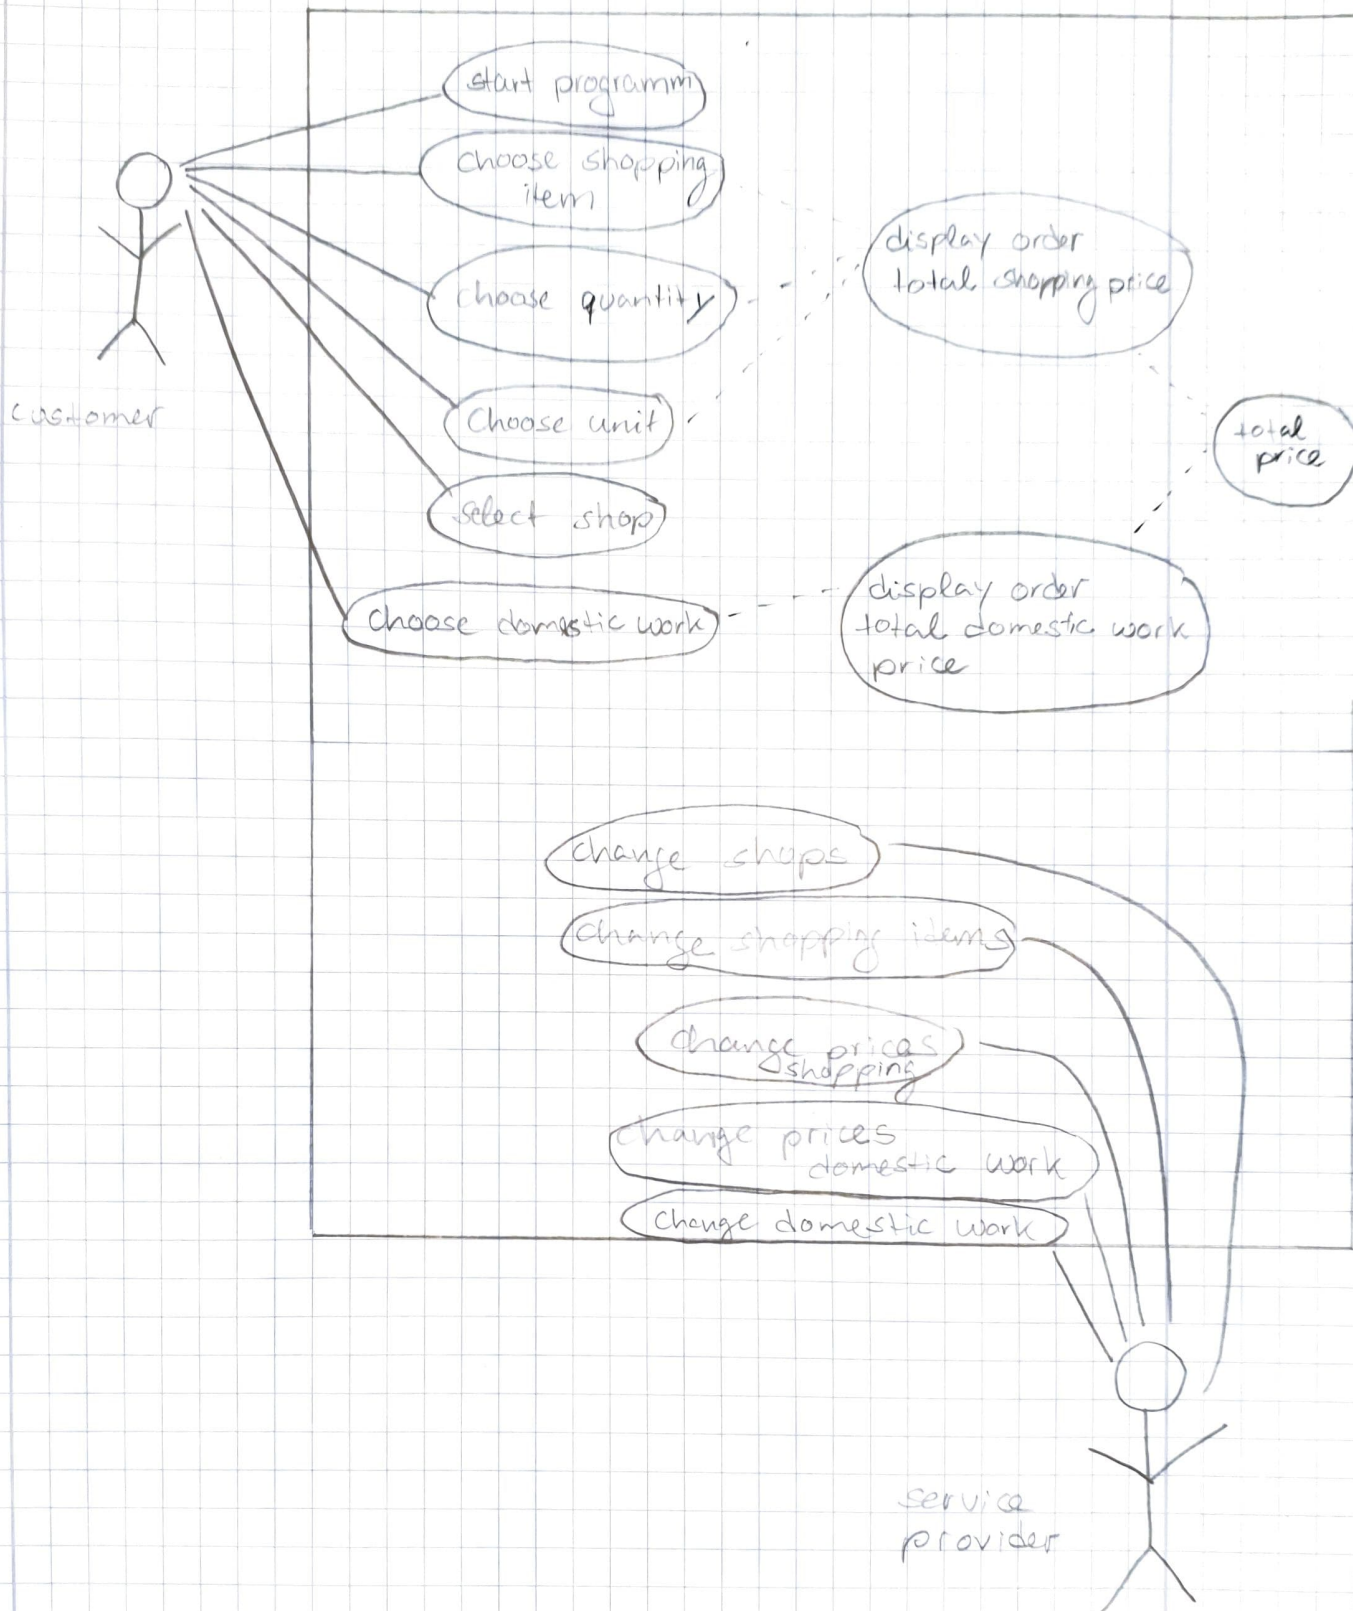 start programm
choose shopping
item
display order
total shopping price
choose quantity
customer
choose unit
total
price
select shop
display order
total domestic work
price
choose domestic work
change shops
change shopping items
change prices
shopping
change prices
domestic work
change domestic work
service
provider